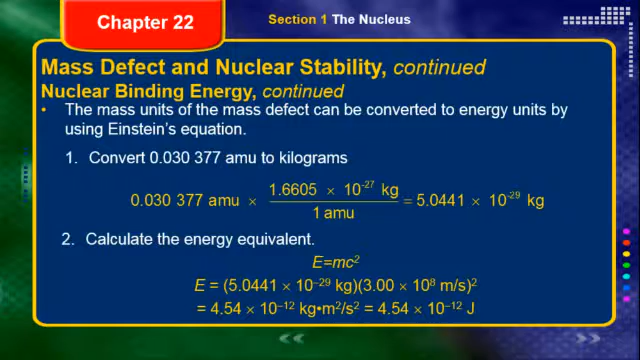 Chapter 22
Section 1 The Nucleus
Mass Defect and Nuclear Stability, continued
Nuclear Binding Energy, continued
• The mass units of the mass defect can be converted to energy units by
using Einstein's equation.
1. Convert 0.030 377 amu to kilograms
0.030 377 amu × (1.6605 × 10⁻²⁷ kg / 1 amu) = 5.0441 × 10⁻²⁹ kg
2. Calculate the energy equivalent.
E=mc²
E = (5.0441 × 10⁻²⁹ kg)(3.00 × 10⁸ m/s)²
= 4.54 × 10⁻¹² kg•m²/s² = 4.54 × 10⁻¹² J